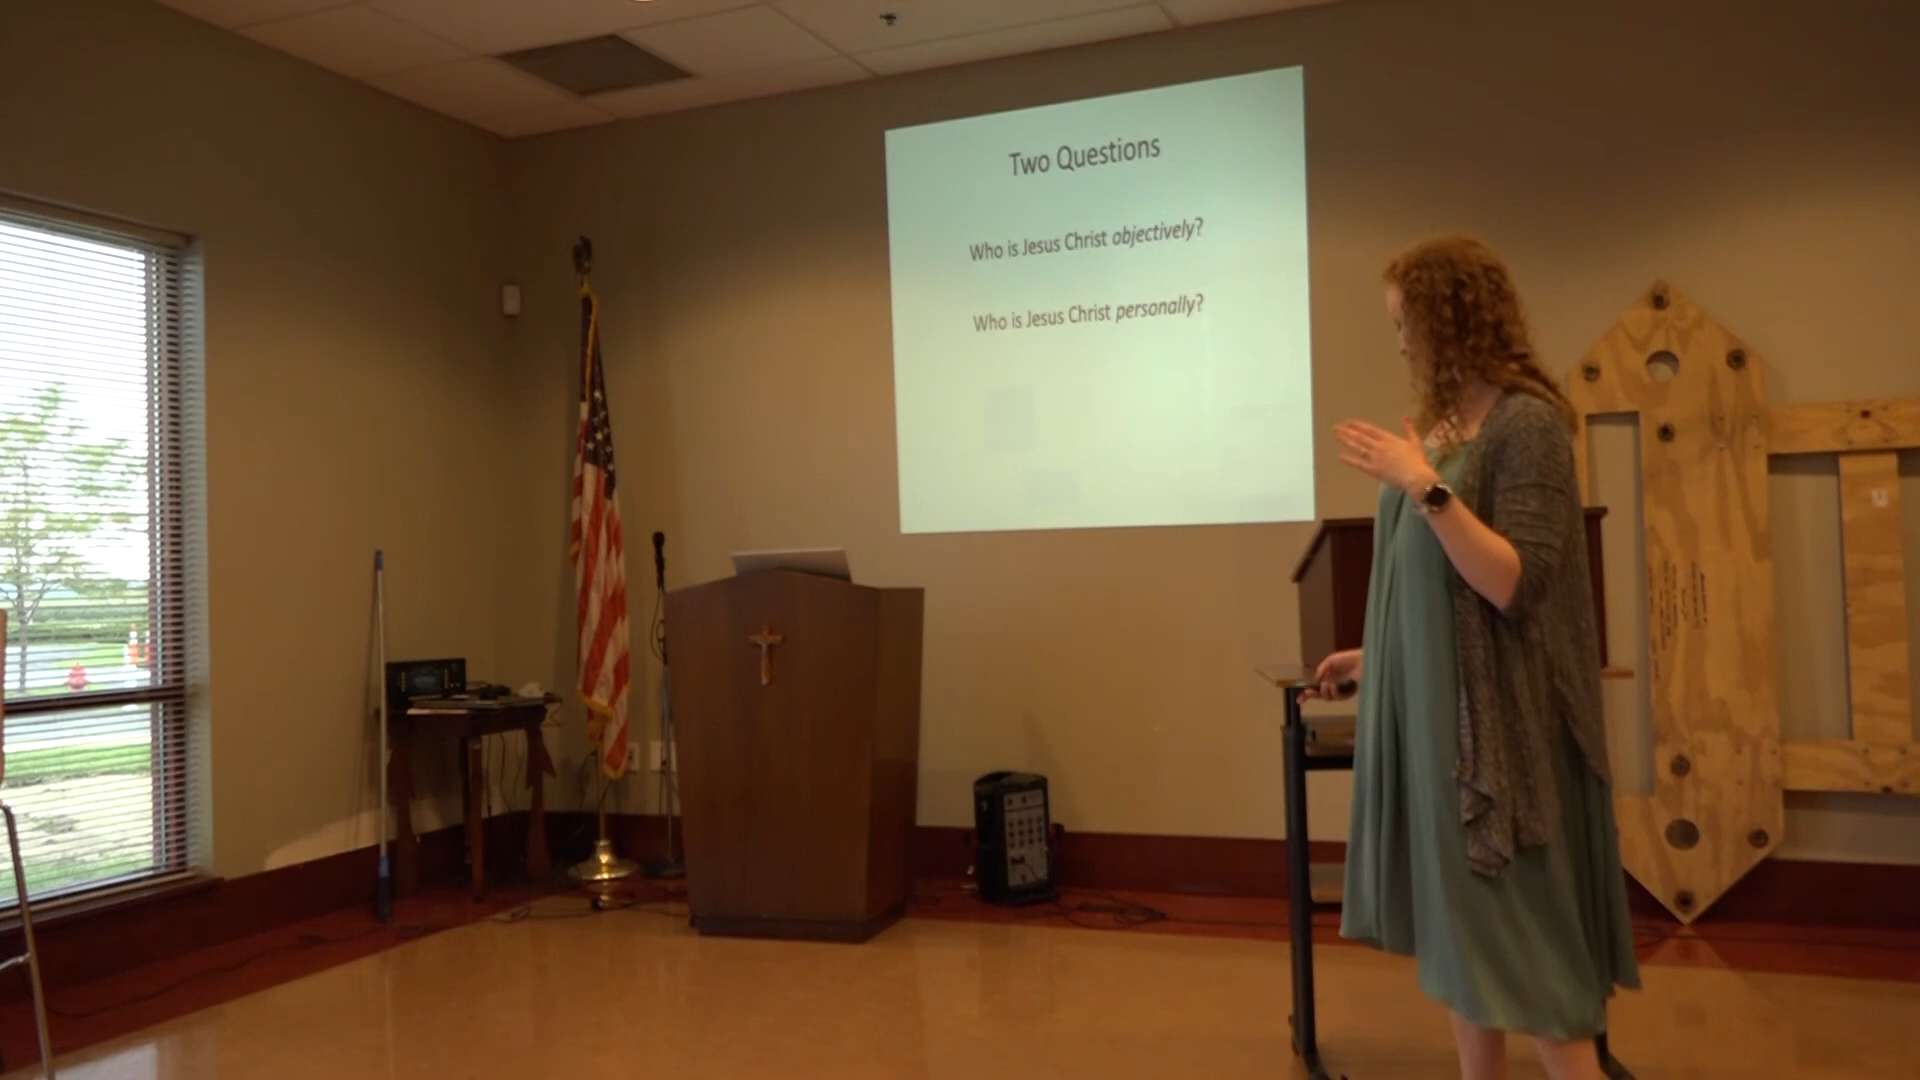 Two Questions
Who is Jesus Christ objectively?
Who is Jesus Christ personally?